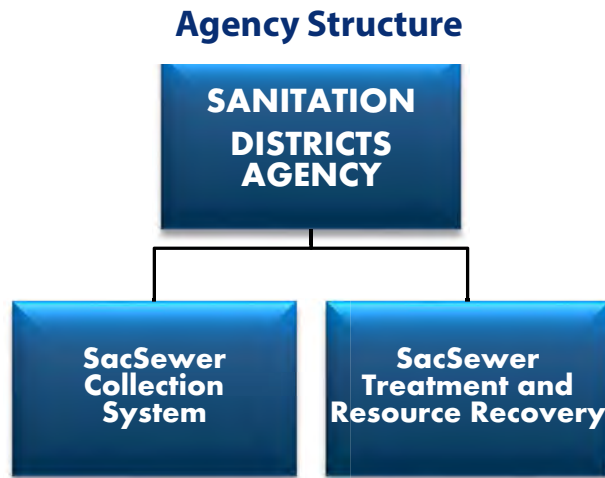 Agency Structure
SANITATION
DISTRICTS
AGENCY
SacSewer
Collection
System
SacSewer
Treatment and
Resource Recovery